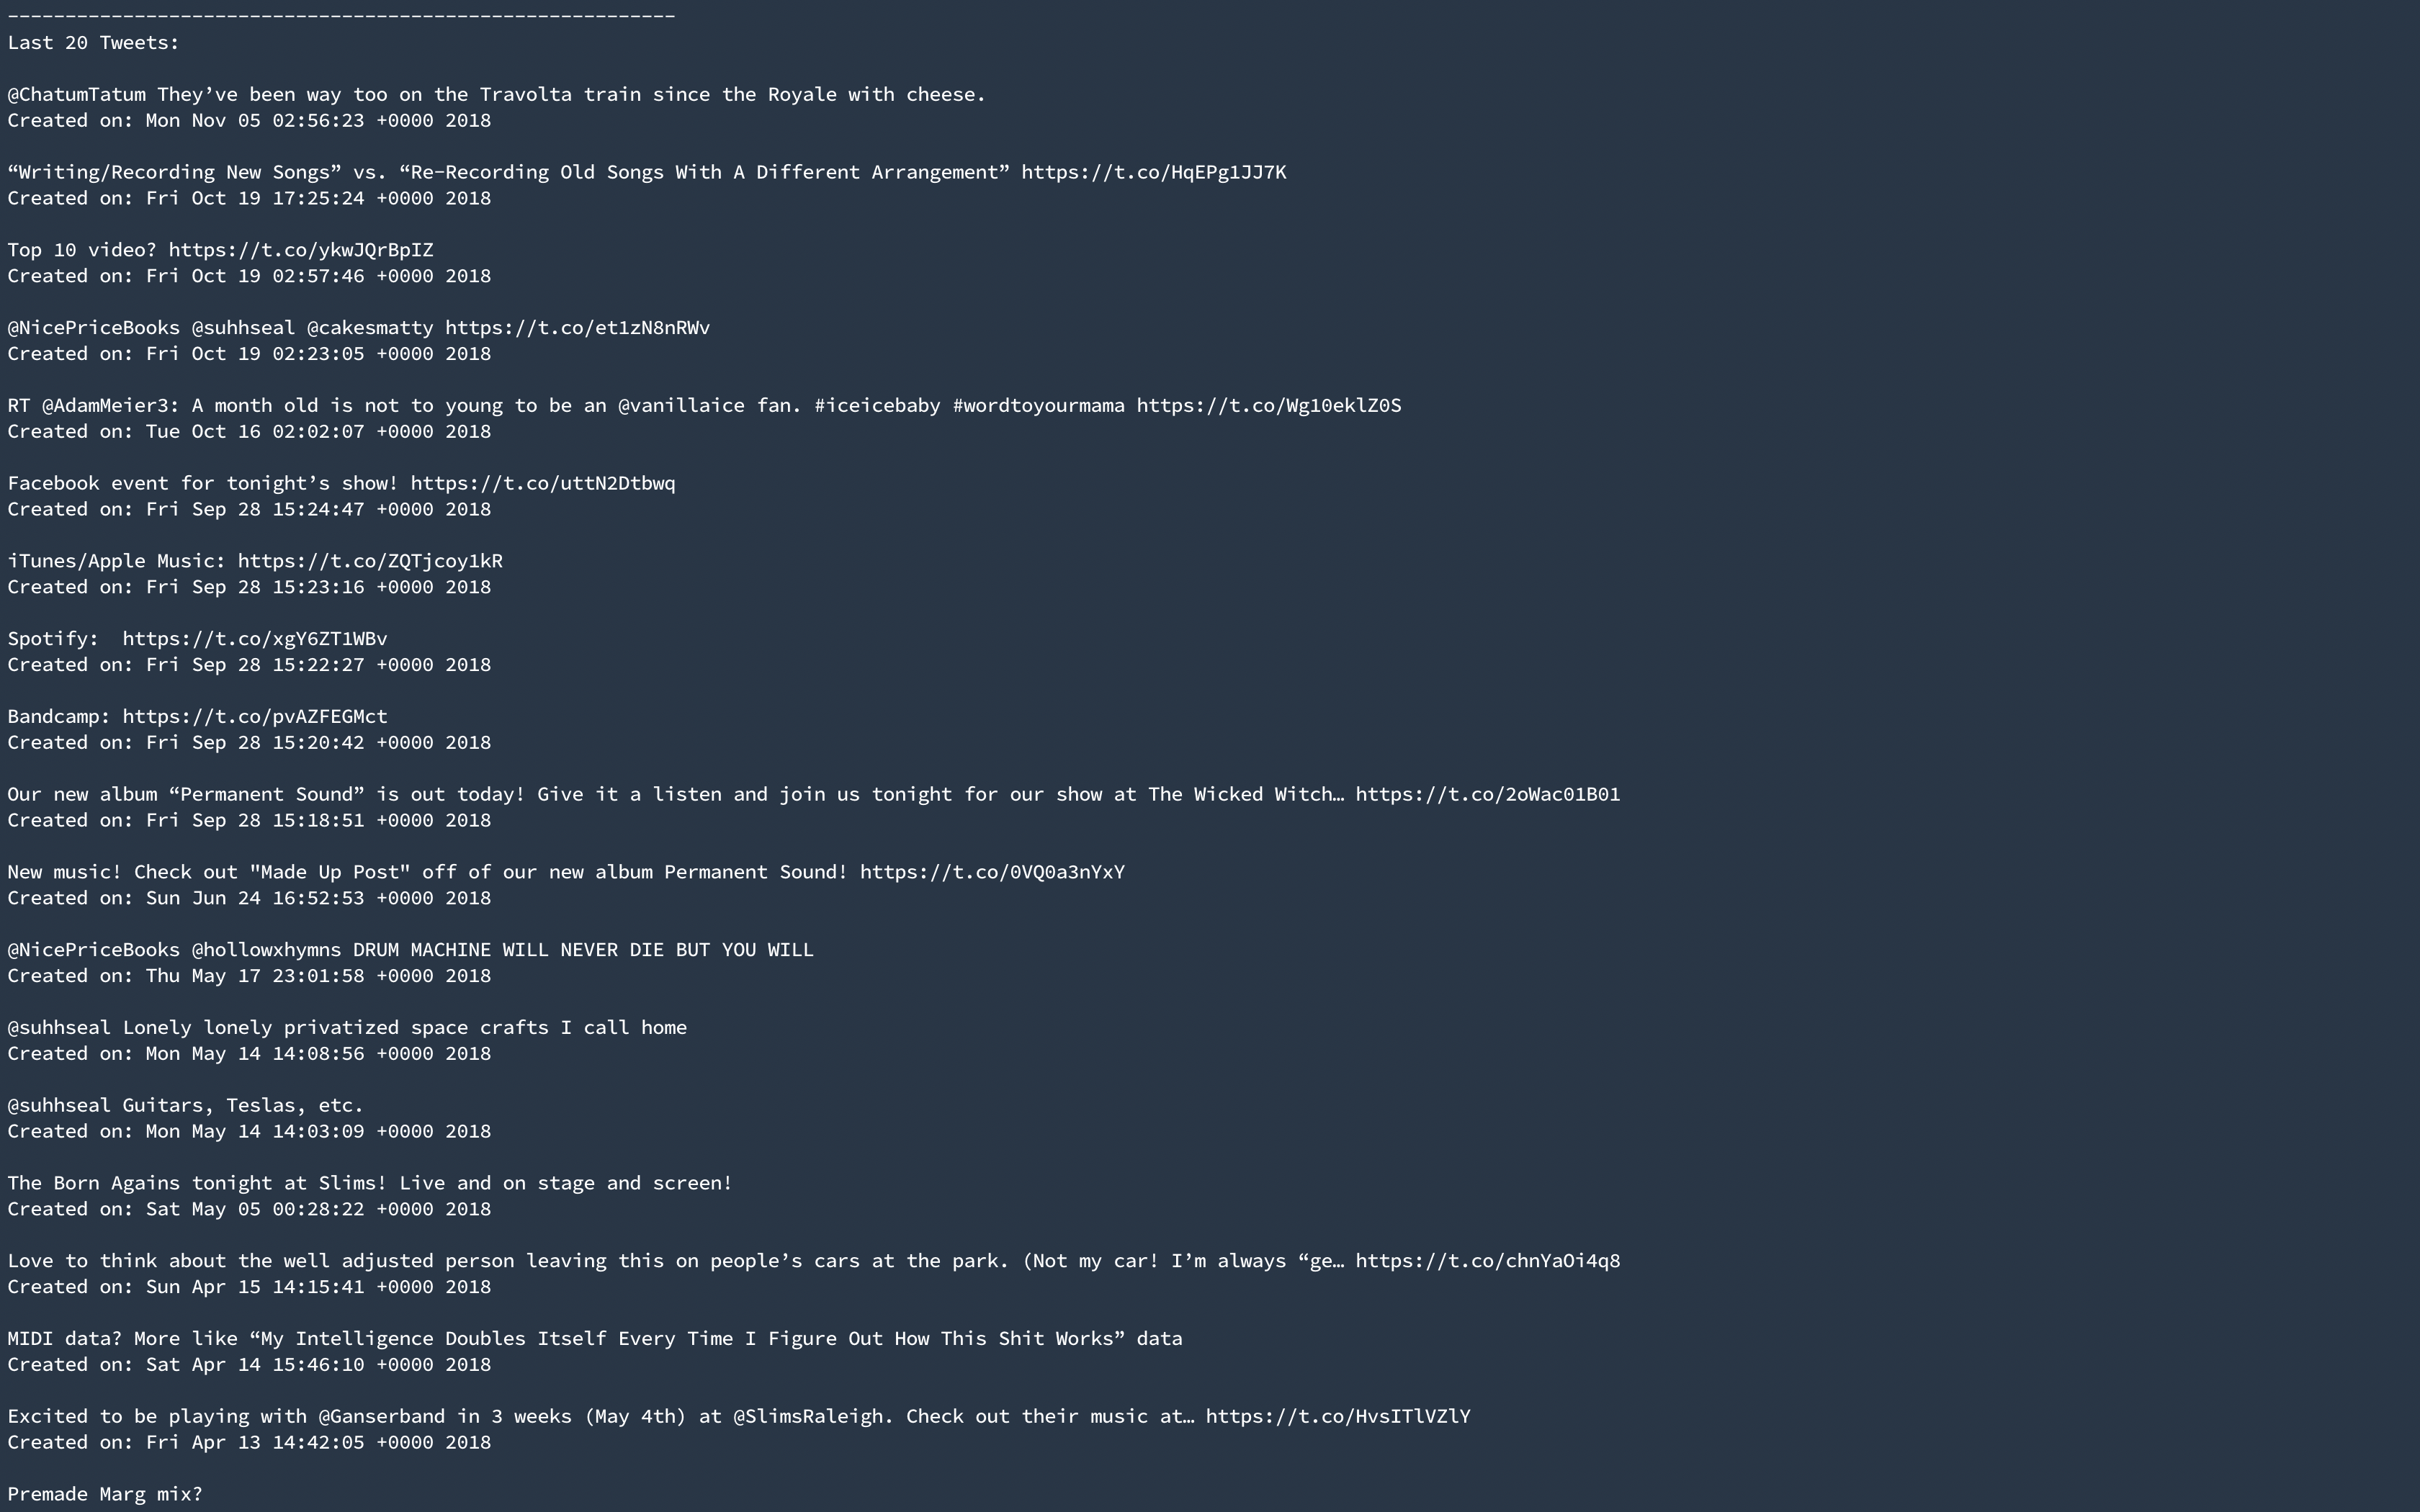 ----------------------------------------------------------
Last 20 Tweets:
@ChatumTatum They’ve been way too on the Travolta train since the Royale with cheese.
Created on: Mon Nov 05 02:56:23 +0000 2018
“Writing/Recording New Songs” vs. “Re-Recording Old Songs With A Different Arrangement” https://t.co/HqEPg1JJ7K
Created on: Fri Oct 19 17:25:24 +0000 2018
Top 10 video? https://t.co/ykwJQrBpIZ
Created on: Fri Oct 19 02:57:46 +0000 2018
@NicePriceBooks @suhhseal @cakesmatty https://t.co/et1zN8nRWv
Created on: Fri Oct 19 02:23:05 +0000 2018
RT @AdamMeier3: A month old is not to young to be an @vanillaice fan. #iceicebaby #wordtoyourmama https://t.co/Wg10eklZ0S
Created on: Tue Oct 16 02:02:07 +0000 2018
Facebook event for tonight’s show! https://t.co/uttN2Dtbwq
Created on: Fri Sep 28 15:24:47 +0000 2018
iTunes/Apple Music: https://t.co/ZQTjcoy1kR
Created on: Fri Sep 28 15:23:16 +0000 2018
Spotify:  https://t.co/xgY6ZT1WBv
Created on: Fri Sep 28 15:22:27 +0000 2018
Bandcamp: https://t.co/pvAZFEGMct
Created on: Fri Sep 28 15:20:42 +0000 2018
Our new album “Permanent Sound” is out today! Give it a listen and join us tonight for our show at The Wicked Witch… https://t.co/2oWac01B01
Created on: Fri Sep 28 15:18:51 +0000 2018
New music! Check out "Made Up Post" off of our new album Permanent Sound! https://t.co/0VQ0a3nYxY
Created on: Sun Jun 24 16:52:53 +0000 2018
@NicePriceBooks @hollowxhymns DRUM MACHINE WILL NEVER DIE BUT YOU WILL
Created on: Thu May 17 23:01:58 +0000 2018
@suhhseal Lonely lonely privatized space crafts I call home
Created on: Mon May 14 14:08:56 +0000 2018
@suhhseal Guitars, Teslas, etc.
Created on: Mon May 14 14:03:09 +0000 2018
The Born Agains tonight at Slims! Live and on stage and screen!
Created on: Sat May 05 00:28:22 +0000 2018
Love to think about the well adjusted person leaving this on people’s cars at the park. (Not my car! I’m always “ge… https://t.co/chnYaOi4q8
Created on: Sun Apr 15 14:15:41 +0000 2018
MIDI data? More like “My Intelligence Doubles Itself Every Time I Figure Out How This Shit Works” data
Created on: Sat Apr 14 15:46:10 +0000 2018
Excited to be playing with @Ganserband in 3 weeks (May 4th) at @SlimsRaleigh. Check out their music at… https://t.co/HvsITlVZlY
Created on: Fri Apr 13 14:42:05 +0000 2018
Premade Marg mix?